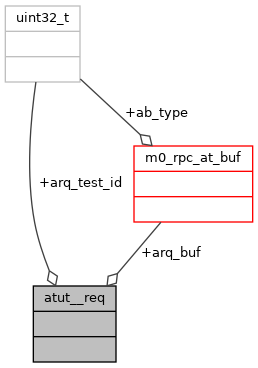 uint32_t
+ab_type
m0_rpc_at_buf
+arq_test_id
+arq_buf
atut__req